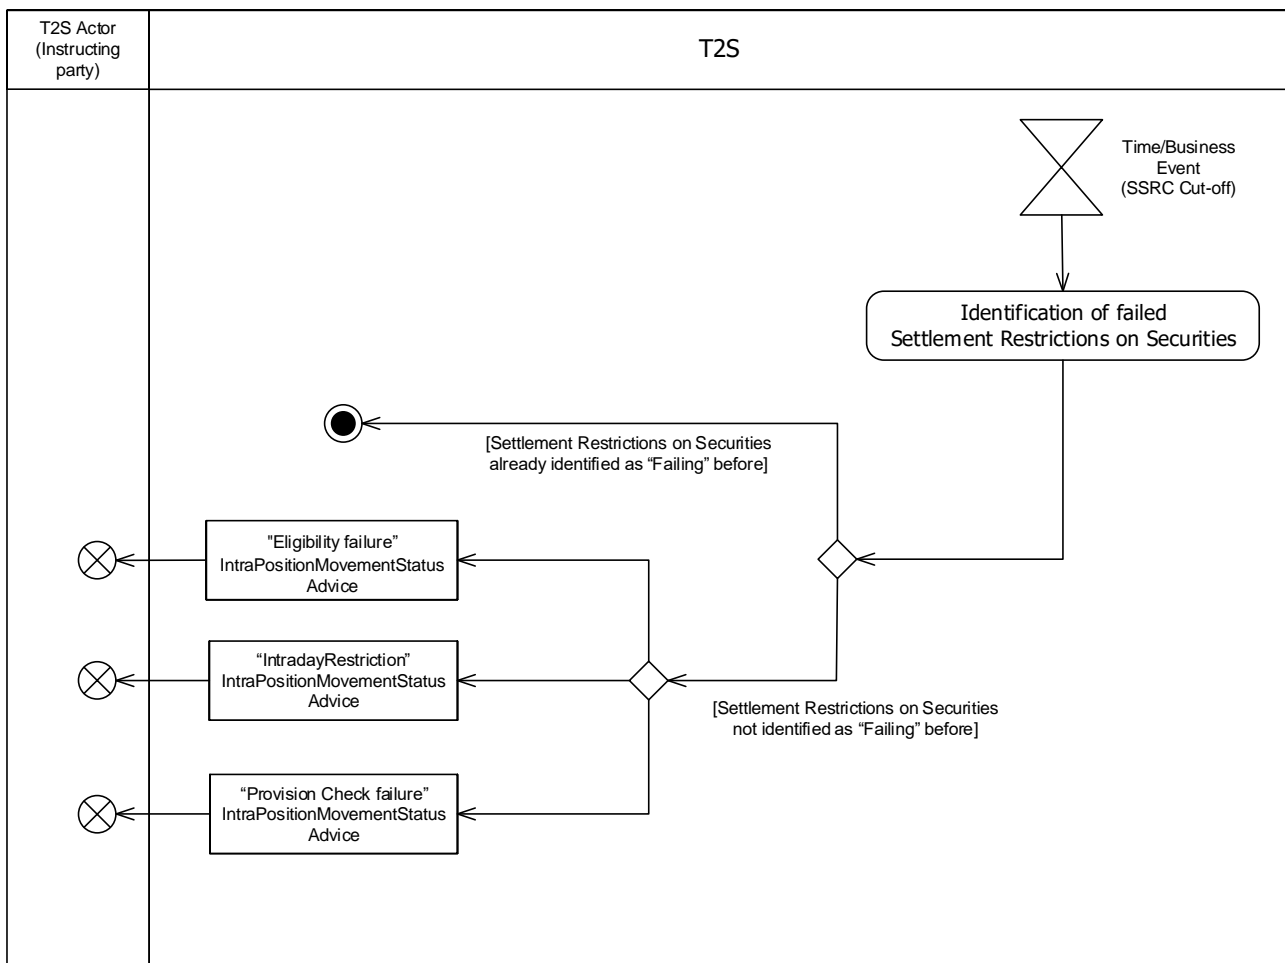 T2S Actor
(Instructing
party)
T2S
Time/Business
Event
(SSRC Cut-off)
Identification of failed
Settlement Restrictions on Securities
[Settlement Restrictions on Securities
already identified as “Failing” before]
"Eligibility failure”
IntraPositionMovementStatus
Advice
“IntradayRestriction”
IntraPositionMovementStatus
Advice
[Settlement Restrictions on Securities
not identified as “Failing” before]
“Provision Check failure”
IntraPositionMovementStatus
Advice